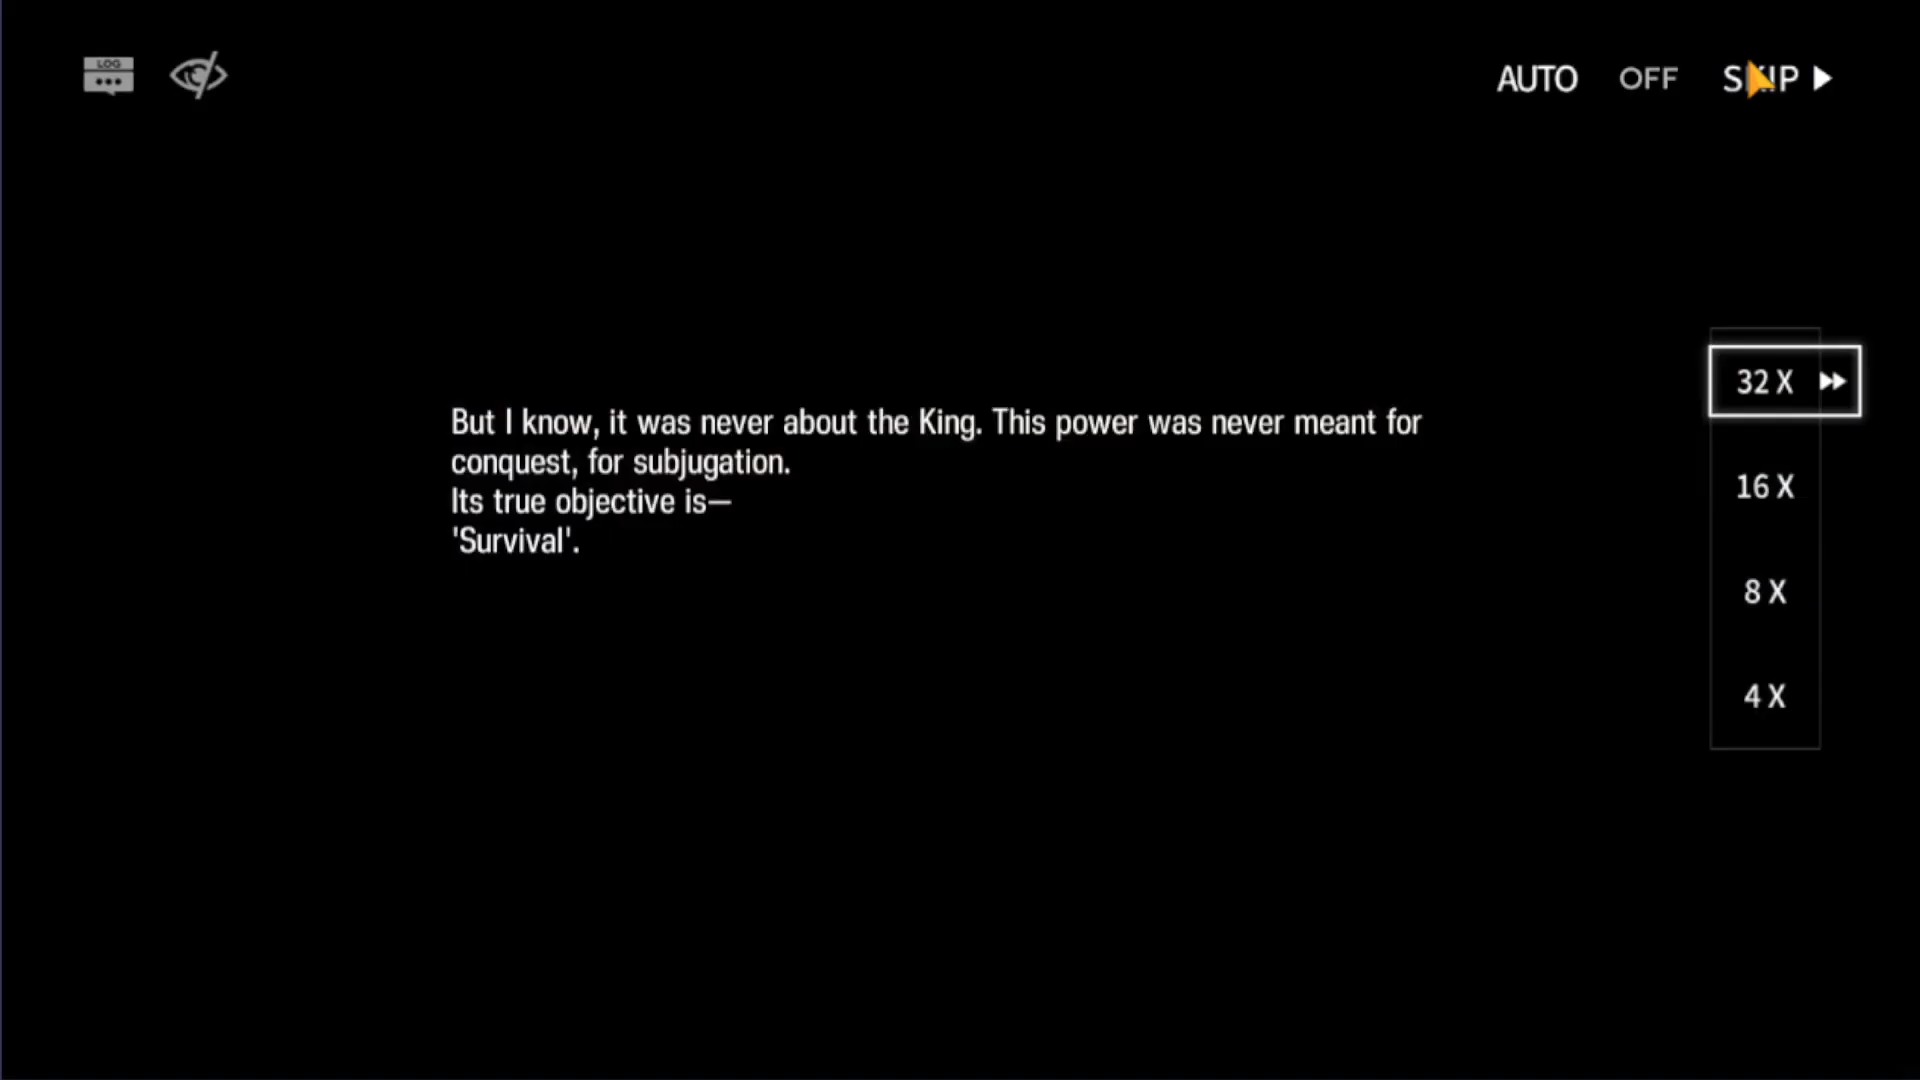 LOG
AUTO OFF SKIP
But I know, it was never about the King. This power was never meant for
conquest, for subjugation.
Its true objective is—
'Survival'.
32 X
16 X
8 X
4 X